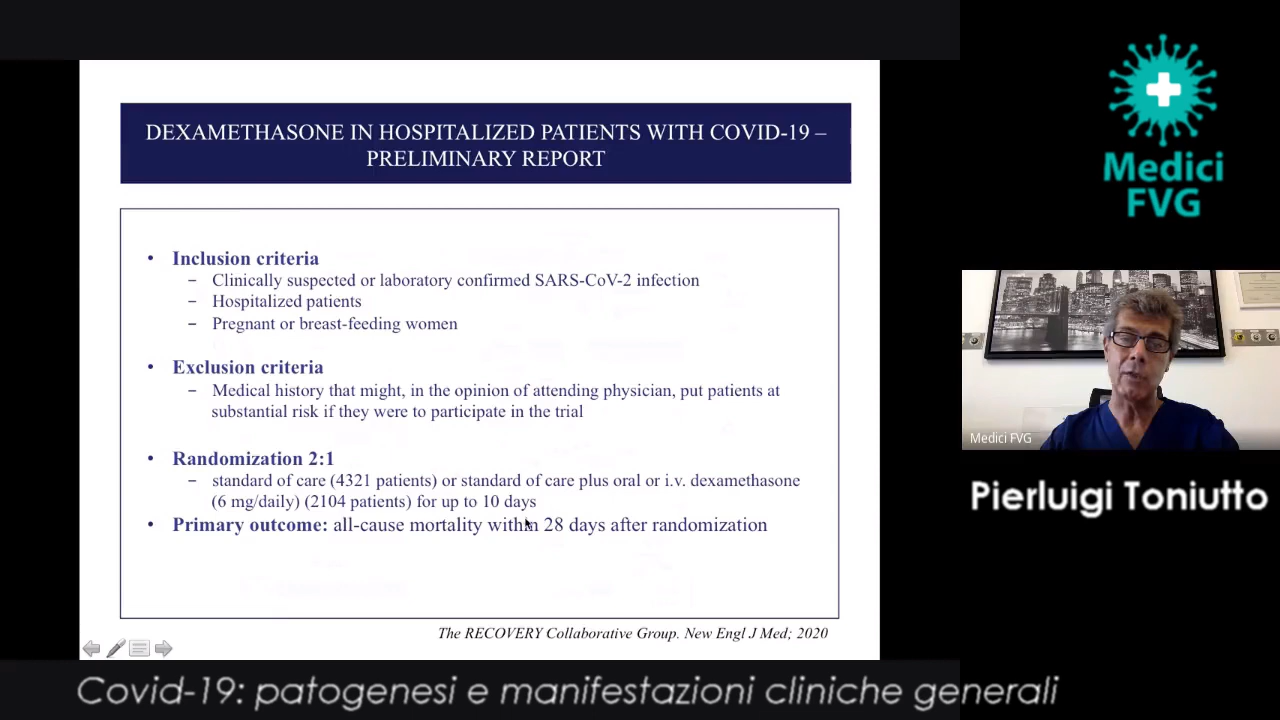 DEXAMETHASONE IN HOSPITALIZED PATIENTS WITH COVID-19 –
PRELIMINARY REPORT
• Inclusion criteria
– Clinically suspected or laboratory confirmed SARS-CoV-2 infection
– Hospitalized patients
– Pregnant or breast-feeding women
• Exclusion criteria
– Medical history that might, in the opinion of attending physician, put patients at
substantial risk if they were to participate in the trial
• Randomization 2:1
– standard of care (4321 patients) or standard of care plus oral or i.v. dexamethasone
(6 mg/daily) (2104 patients) for up to 10 days
• Primary outcome: all-cause mortality within 28 days after randomization
The RECOVERY Collaborative Group. New Engl J Med; 2020
Medici
FVG
Medici FVG
Pierluigi Toniutto
Covid-19: patogenesi e manifestazioni cliniche generali